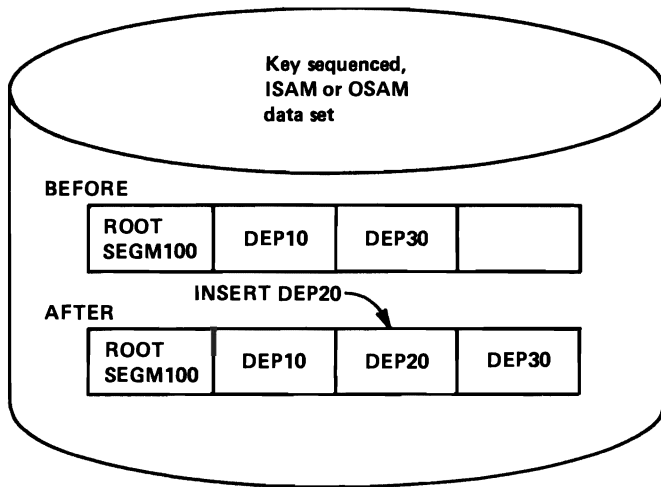 Key sequenced,
ISAM or OSAM
data set
BEFORE
ROOT
SEGM100
DEP10
DEP30
INSERT DEP20
AFTER
ROOT
SEGM100
DEP10
DEP20
DEP30